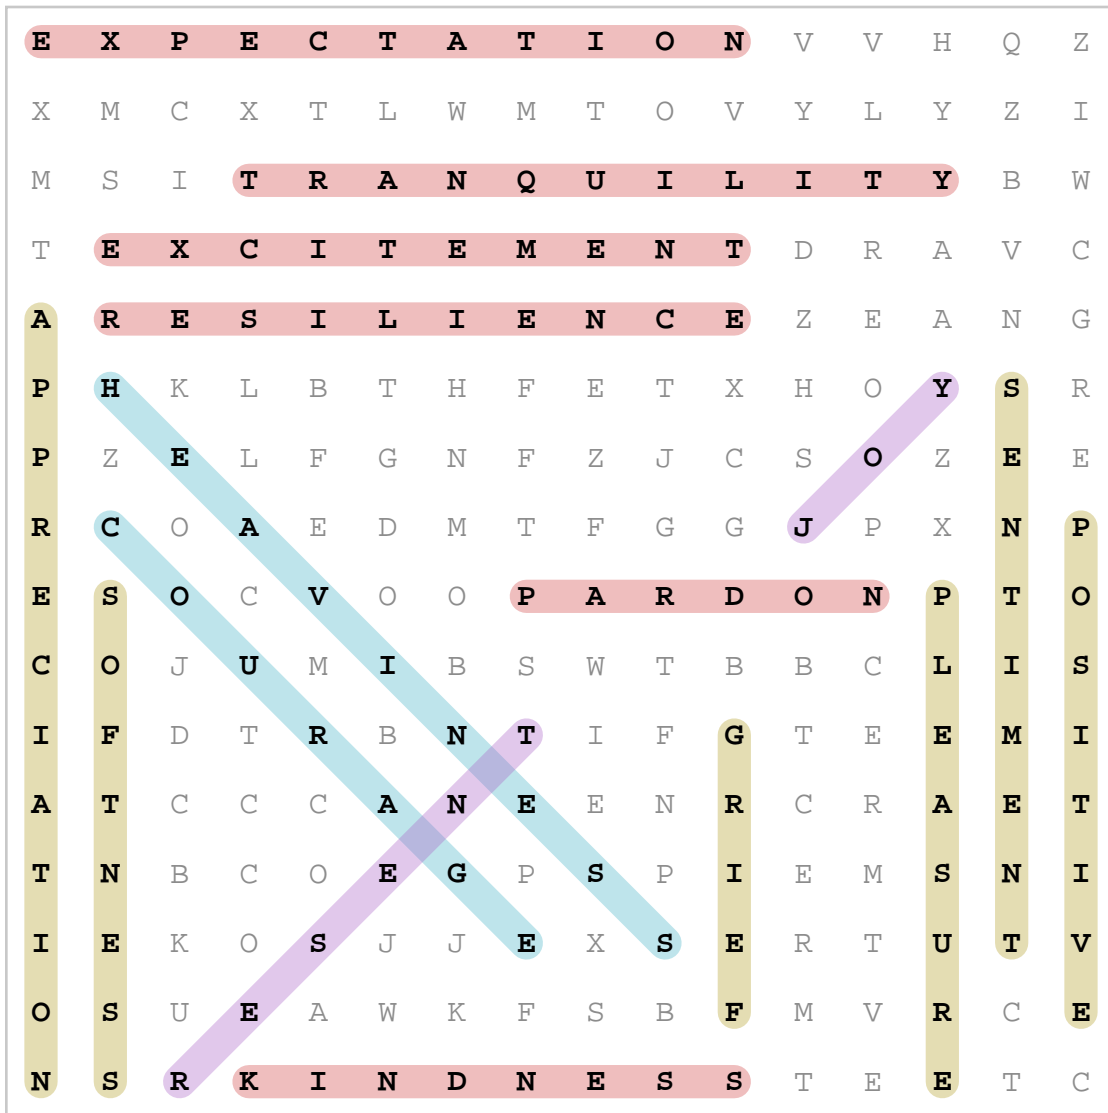 E X P E C T A T I O N V V H Q Z
X M C X T L W M T O V Y L Y Z I
M S I T R A N Q U I L I T Y B W
T E X C I T E M E N T D R A V C
A R E S I L I E N C E Z E A N G
P H K L B T H F E T X H O Y S R
P Z E L F G N F Z J C S O Z E E
R C O A E D M T F G G J P X N P
E S O C V O O P A R D O N P T O
C O J U M I B S W T B B C L I S
I F D T R B N T I F G T E E M I
A T C C C A N E E N R C R A E T
T N B C O E G P S P I E M S N I
I E K O S J J E X S E R T U T V
O S U E A W K F S B F M V R C E
N S R K I N D N E S S T E E T C